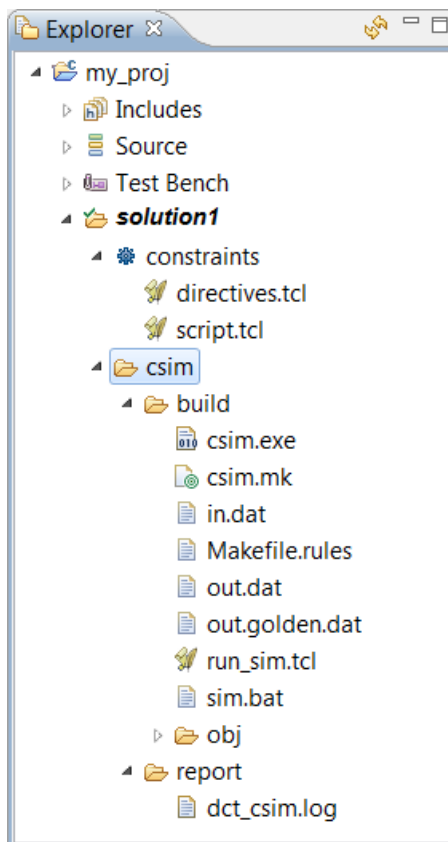 Explorer
my_proj
Includes
Source
Test Bench
solution1
constraints
directives.tcl
script.tcl
csim
build
csim.exe
csim.mk
in.dat
Makefile.rules
out.dat
out.golden.dat
run_sim.tcl
sim.bat
obj
report
dct_csim.log